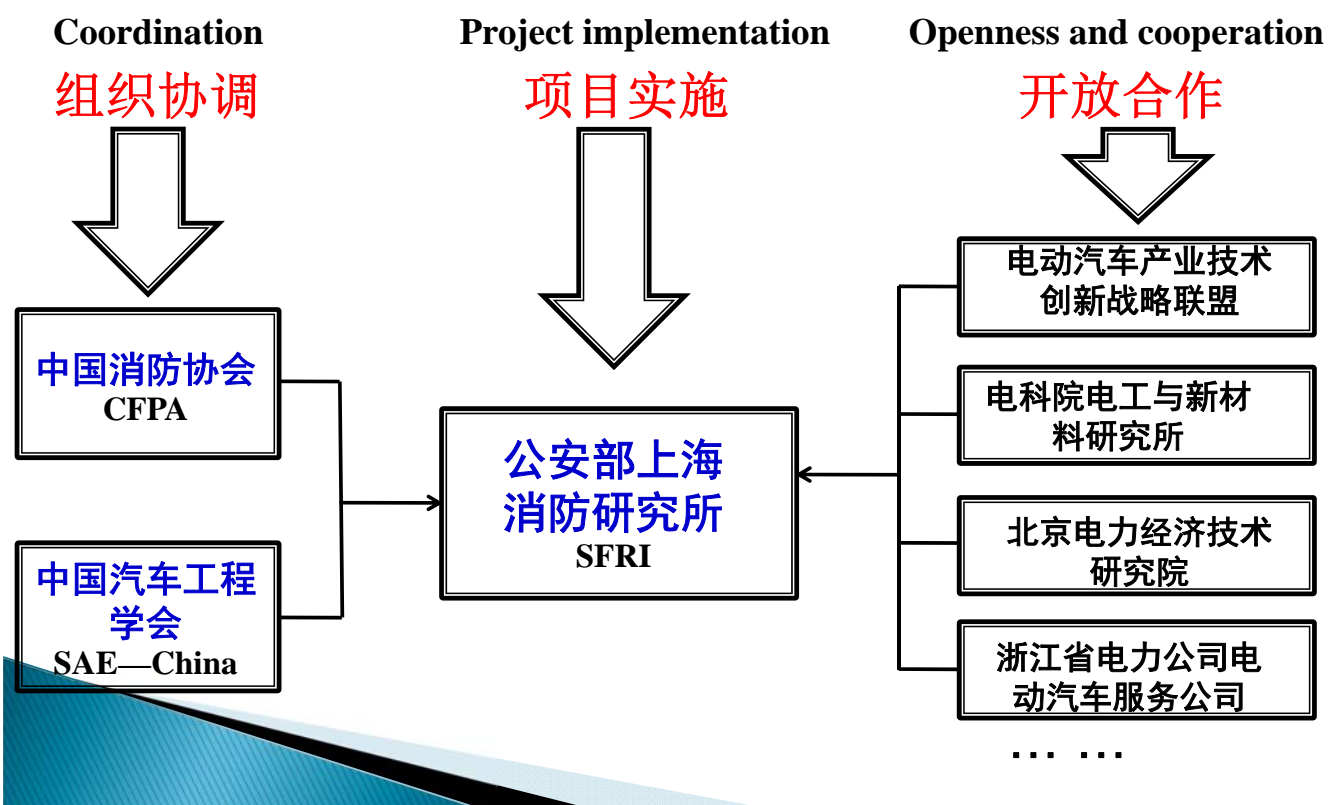 Coordination
组织协调
中国消防协会
CFPA
中国汽车工程
学会
SAE—China
Project implementation
项目实施
公安部上海
消防研究所
SFRI
Openness and cooperation
开放合作
电动汽车产业技术
创新战略联盟
电科院电工与新材
料研究所
北京电力经济技术
研究院
浙江省电力公司电
动汽车服务公司
… …